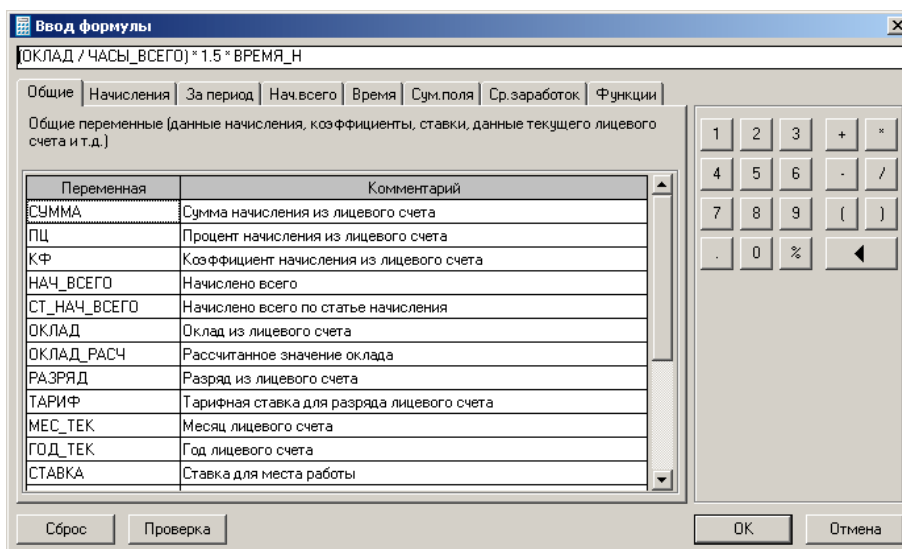 Ввод формулы
(ОКЛАД / ЧАСЫ_ВСЕГО) * 1.5 * ВРЕМЯ_Н
Общие Начисления За период Нач.всего Время Сум.поля Ср.заработок Функции
Общие переменные (данные начисления, коэффициенты, ставки, данные текущего лицевого
счета и т.д.)
Переменная Комментарий
СУММА Сумма начисления из лицевого счета
ПЦ Процент начисления из лицевого счета
КФ Коэффициент начисления из лицевого счета
НАЧ_ВСЕГО Начислено всего
СТ_НАЧ_ВСЕГО Начислено всего по статье начисления
ОКЛАД Оклад из лицевого счета
ОКЛАД_РАСЧ Рассчитанное значение оклада
РАЗРЯД Разряд из лицевого счета
ТАРИФ Тарифная ставка для разряда лицевого счета
МЕС_ТЕК Месяц лицевого счета
ГОД_ТЕК Год лицевого счета
СТАВКА Ставка для места работы
1 2 3 + *
4 5 6 - /
7 8 9 ( )
. 0 %
Сброс Проверка OK Отмена